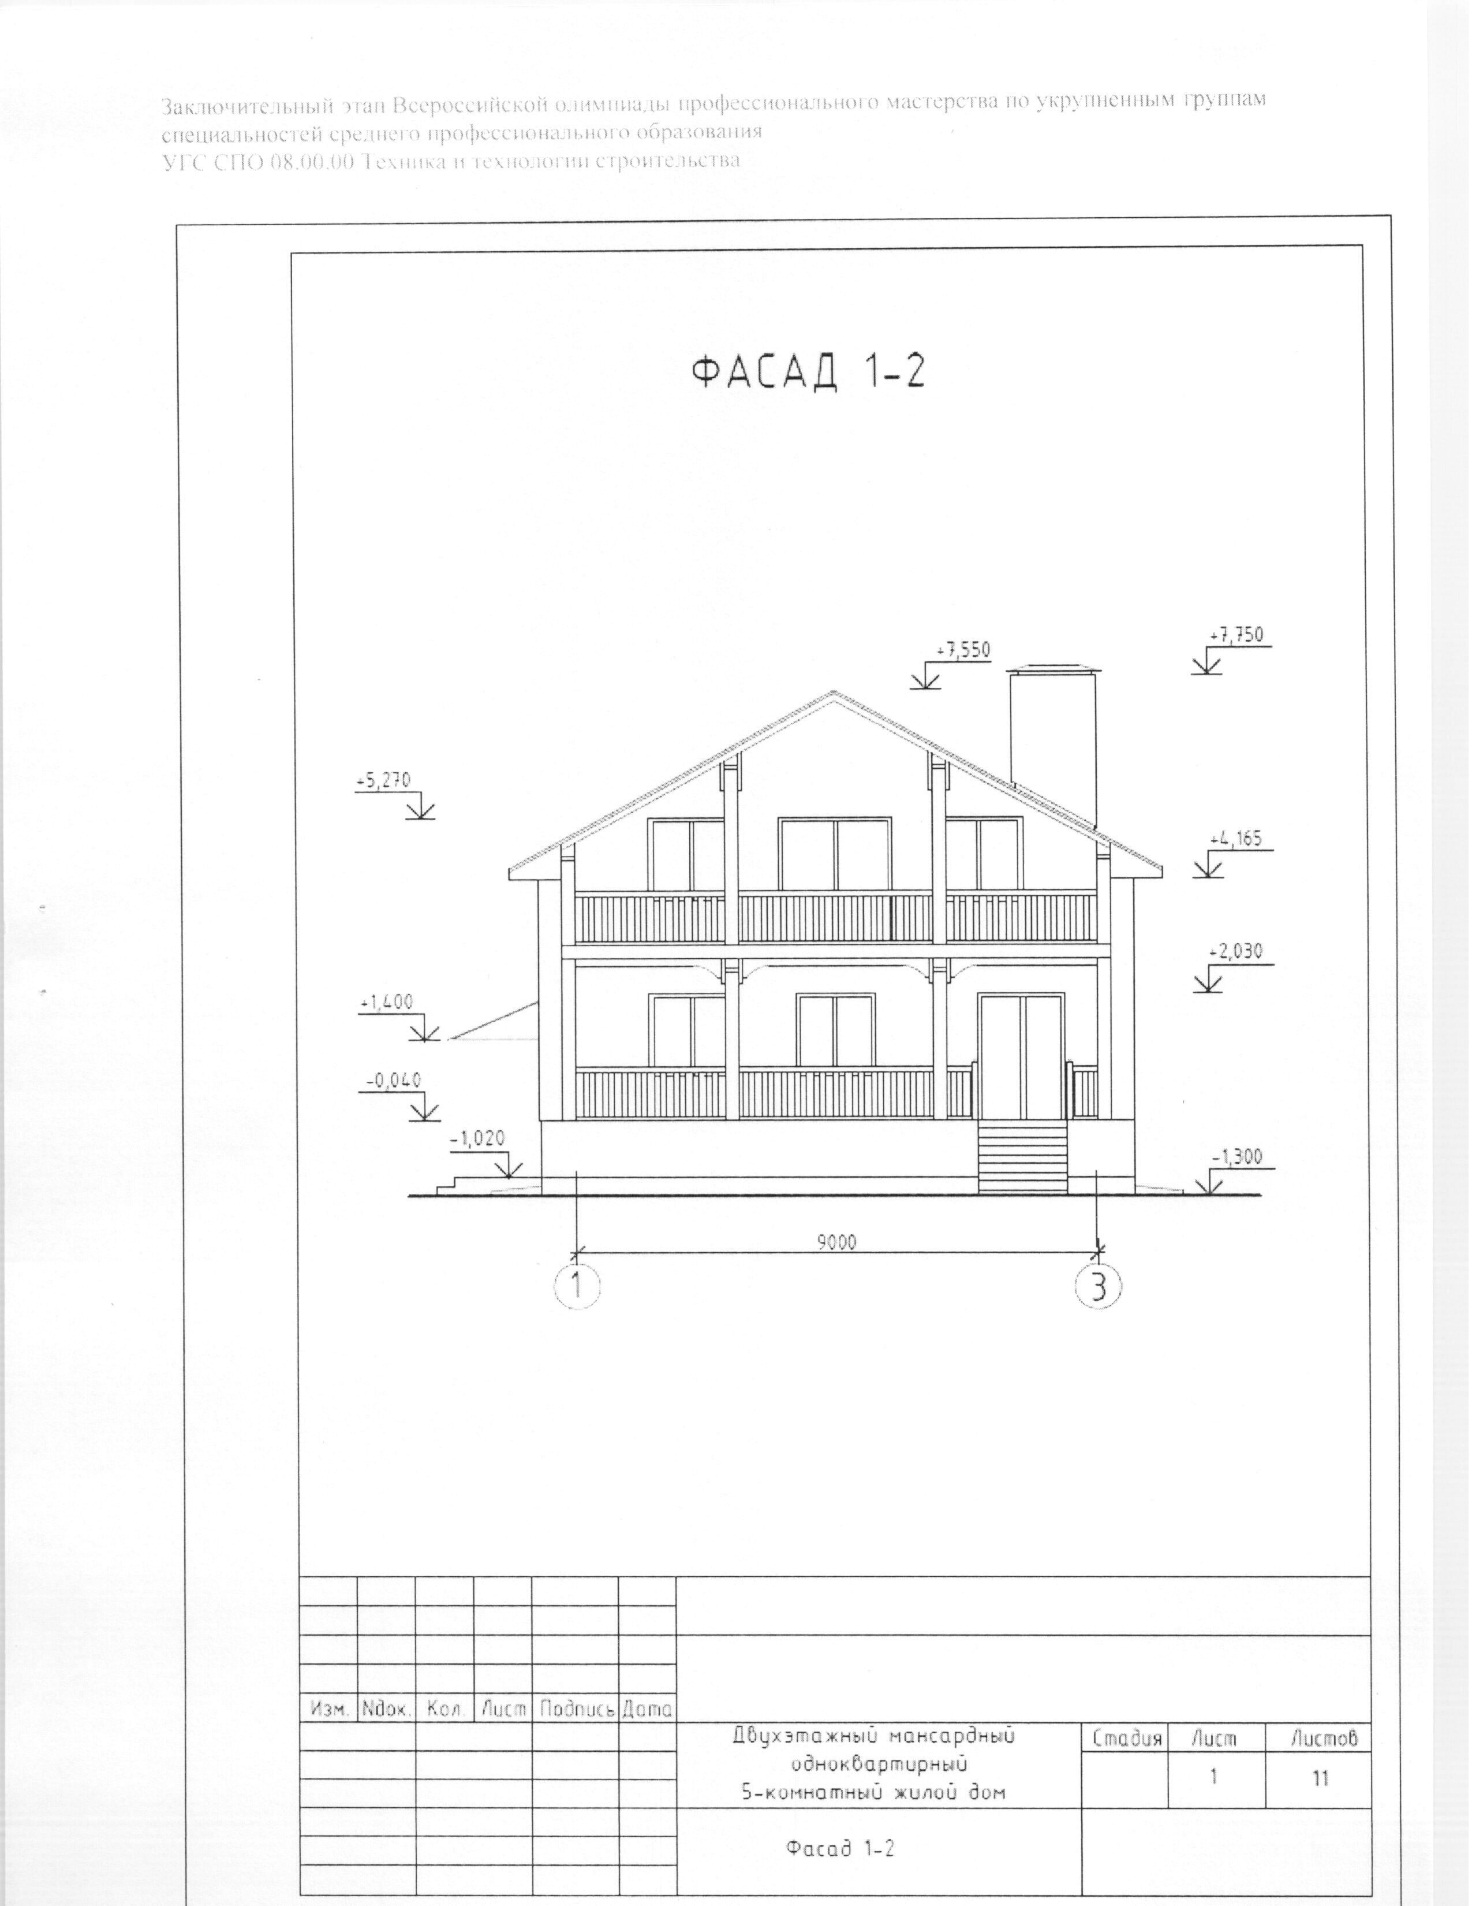 Заключительный этап Всероссийской олимпиады профессионального мастерства по укрупненным группам
специальностей среднего профессионального образования
УГС СПО 08.00.00 Техника и технологии строительства
ФАСАД 1-2
+7,750
+7,550
+5,270
+4,165
+2,030
+1,400
-0,040
-1,020
-1,300
9000
1
3
Изм. Nдок. Кол. Лист Подпись Дата
Двухэтажный мансардный
одноквартирный
5-комнатный жилой дом
Стадия Лист Листов
1 11
Фасад 1-2